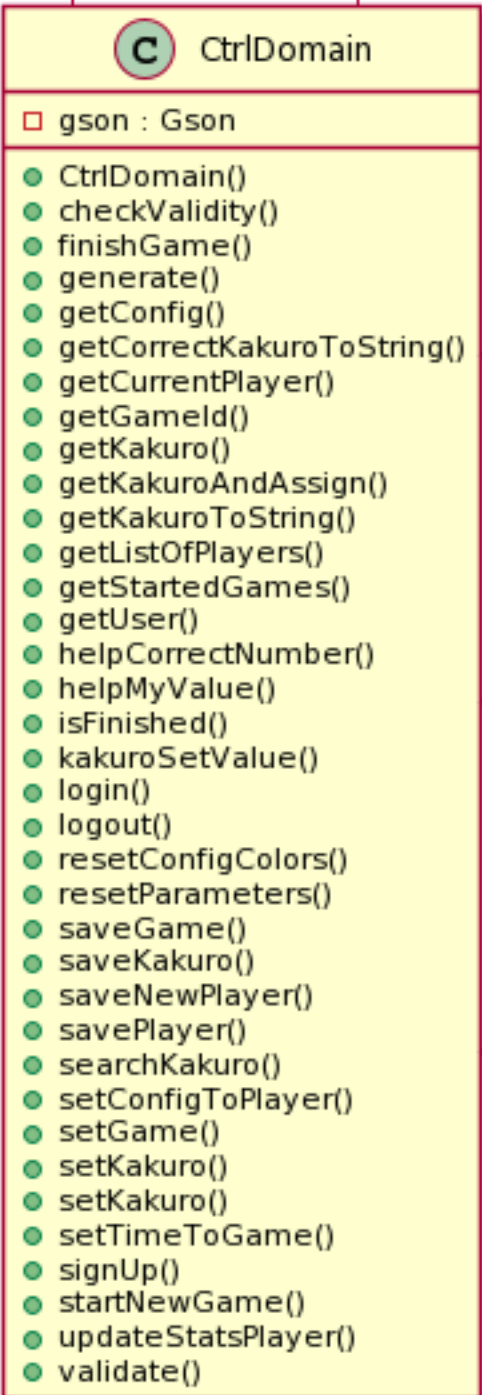 C CtrlDomain
gson : Gson
CtrlDomain()
checkValidity()
finishGame()
generate()
getConfig()
getCorrectKakuroToString()
getCurrentPlayer()
getGameId()
getKakuro()
getKakuroAndAssign()
getKakuroToString()
getListOfPlayers()
getStartedGames()
getUser()
helpCorrectNumber()
helpMyValue()
isFinished()
kakuroSetValue()
login()
logout()
resetConfigColors()
resetParameters()
saveGame()
saveKakuro()
saveNewPlayer()
savePlayer()
searchKakuro()
setConfigToPlayer()
setGame()
setKakuro()
setKakuro()
setTimeToGame()
signUp()
startNewGame()
updateStatsPlayer()
validate()